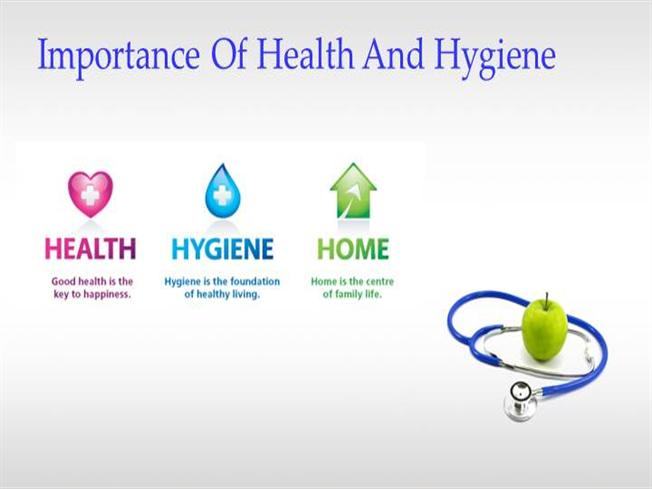 Importance Of Health And Hygiene
HEALTH
Good health is the
key to happiness.
HYGIENE
Hygiene is the foundation
of healthy living.
HOME
Home is the centre
of family life.